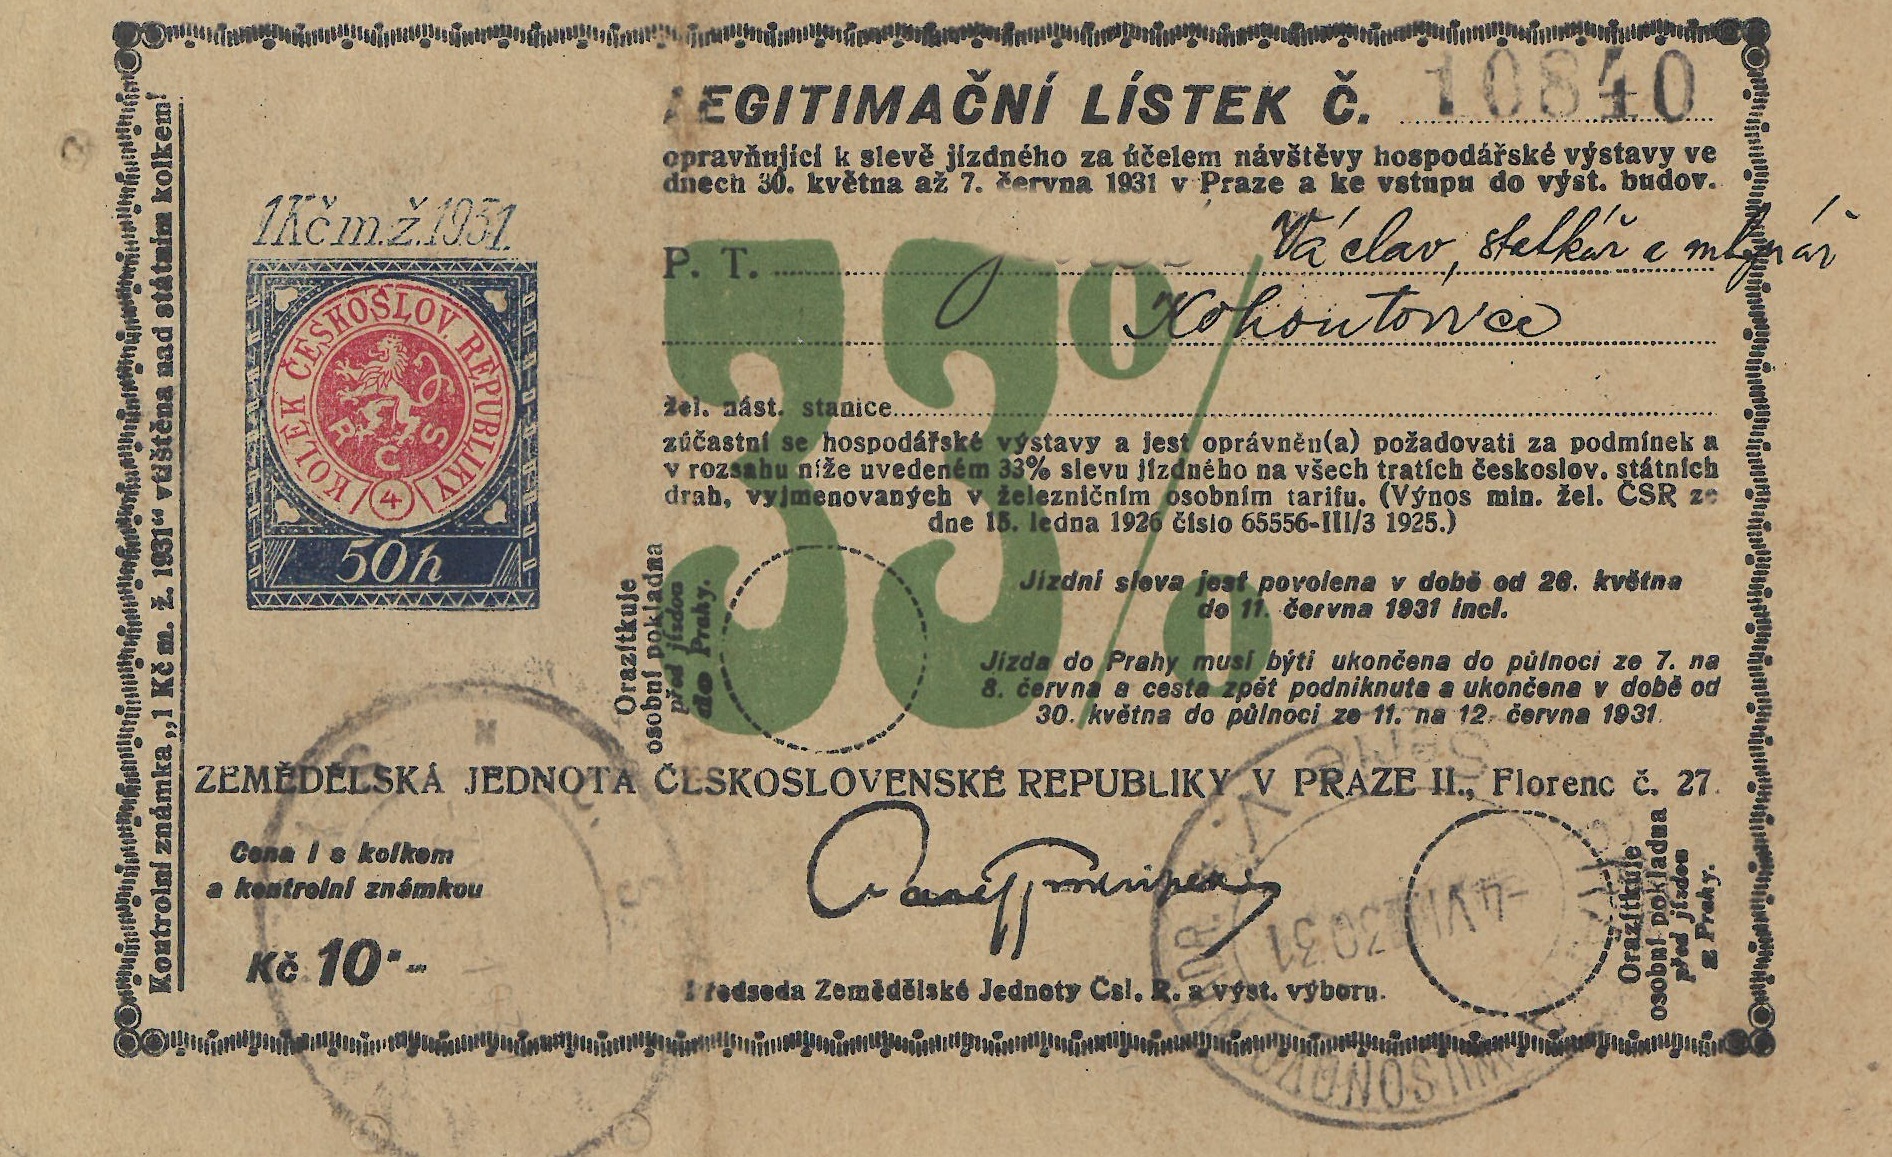 LEGITIMAČNÍ LÍSTEK Č. 10840
opravňující k slevě jízdného za účelem návštěvy hospodářské výstavy ve
dnech 30. května až 7. června 1931 v Praze a ke vstupu do výst. budov.
Kontrolní známka „1 Kč m. ž. 1931“ vůštěna nad státním kolkem!
1Kčm.ž.1931.
KOLEK ČESKOSLOV. REPUBLIKY
R Č S
4
50h
33%
P. T. Václav, statkář a mlynář
Kohoutovice
žel. nást. stanice
zúčastní se hospodářské výstavy a jest oprávněn(a) požadovati za podmínek a
v rozsahu níže uvedeném 33% slevu jízdného na všech tratích českoslov. státních
drah, vyjmenovaných v železničním osobním tarifu. (Výnos min. žel. ČSR ze
dne 15. ledna 1926 číslo 65556-III/3 1925.)
Orazítkuje
osobní pokladna
před jízdou
do Prahy.
Jízdní sleva jest povolena v době od 26. května
do 11. června 1931 incl.
Jízda do Prahy musí býti ukončena do půlnoci ze 7. na
8. června a cesta zpět podniknuta a ukončena v době od
30. května do půlnoci ze 11. na 12. června 1931.
ZEMĚDĚLSKÁ JEDNOTA ČESKOSLOVENSKÉ REPUBLIKY V PRAZE II., Florenc č. 27.
Cena i s kolkem
a kontrolní známkou
Kč 10·-
Předseda Zemědělské Jednoty Čsl. R. a výst. výboru.
Orazítkuje
osobní pokladna
před jízdou
z Prahy.